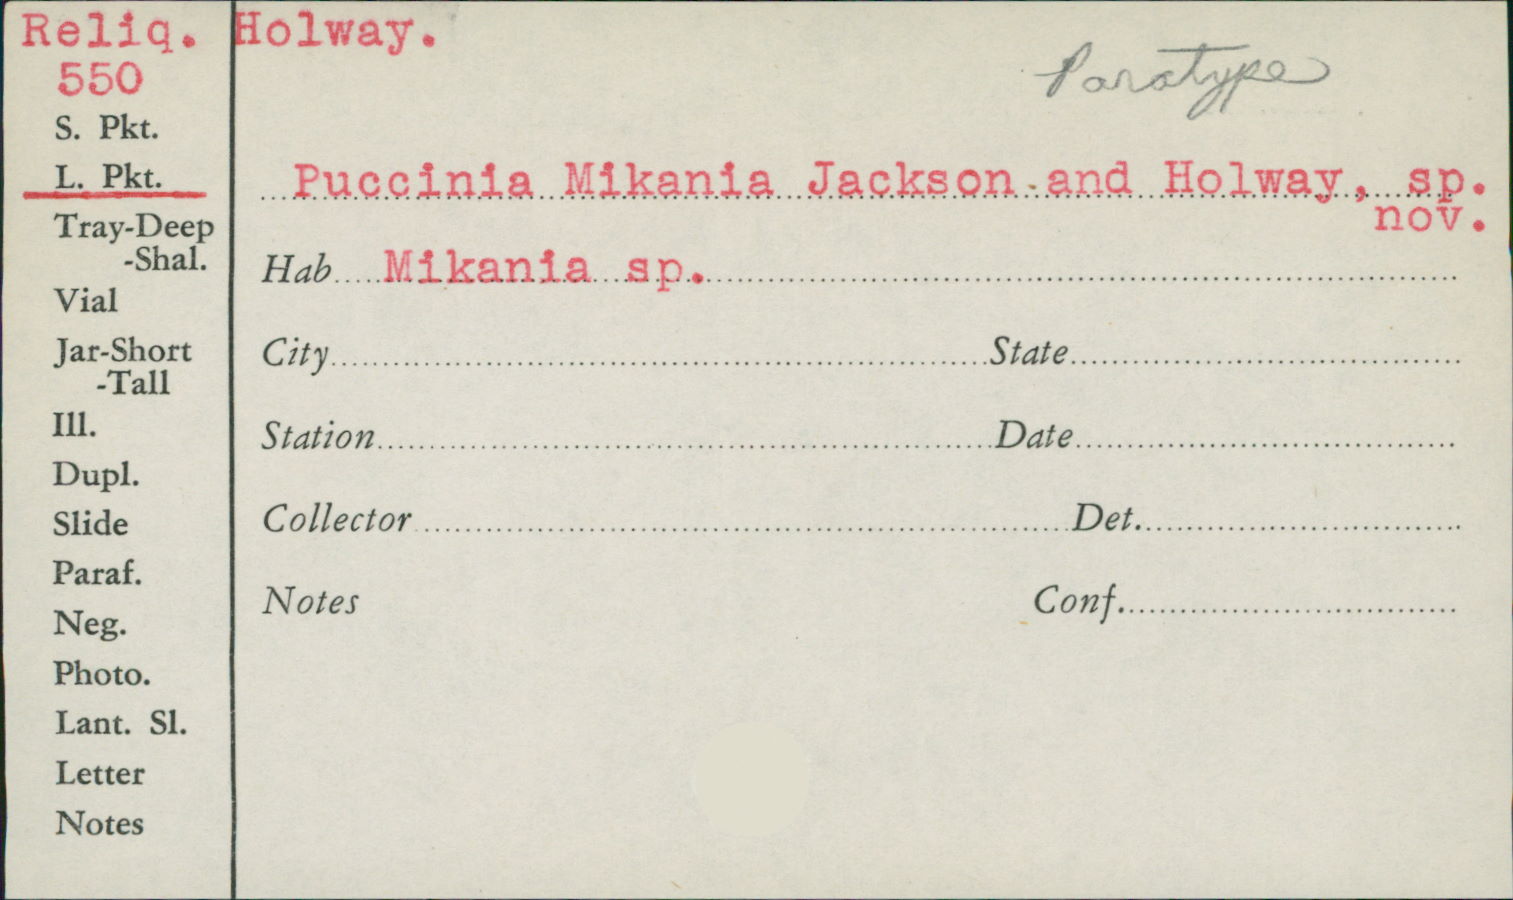 Reliq. Holway.
550
Paratype
S. Pkt.
L. Pkt.
Puccinia Mikania Jackson and Holway, sp.
nov.
Tray-Deep
-Shal.
Hab Mikania sp.
Vial
Jar-Short
-Tall
City State
Ill.
Station Date
Dupl.
Slide
Collector Det.
Paraf.
Neg.
Notes Conf.
Photo.
Lant. Sl.
Letter
Notes